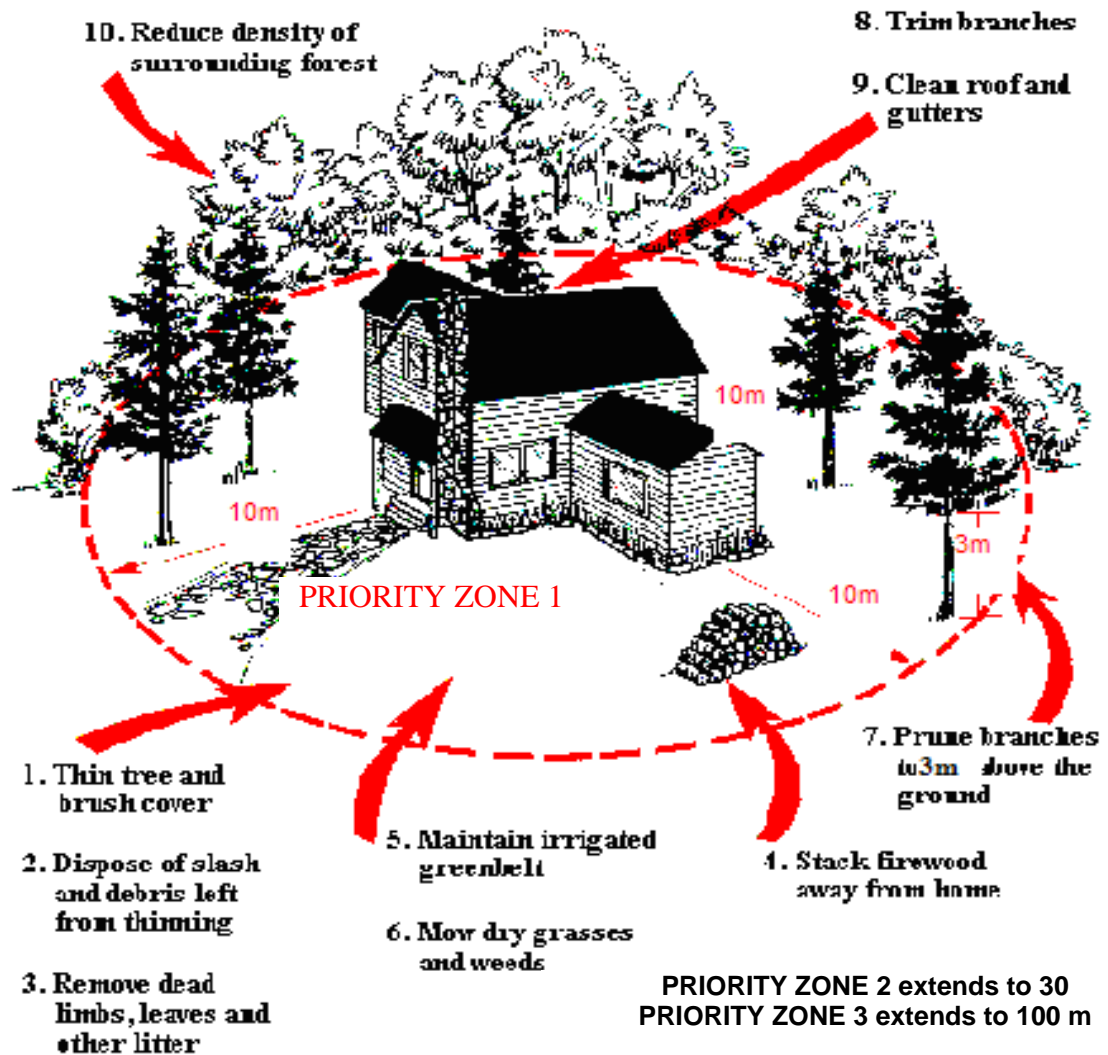 10. Reduce density of
surrounding forest
8. Trim branches
9. Clean roof and
gutters
10m
10m
3m
10m
PRIORITY ZONE 1
1. Thin tree and
brush cover
2. Dispose of slash
and debris left
from thinning
3. Remove dead
limbs, leaves and
other litter
5. Maintain irrigated
greenbelt
6. Mow dry grasses
and weeds
7. Prune branches
to3m above the
ground
4. Stack firewood
away from home
PRIORITY ZONE 2 extends to 30
PRIORITY ZONE 3 extends to 100 m